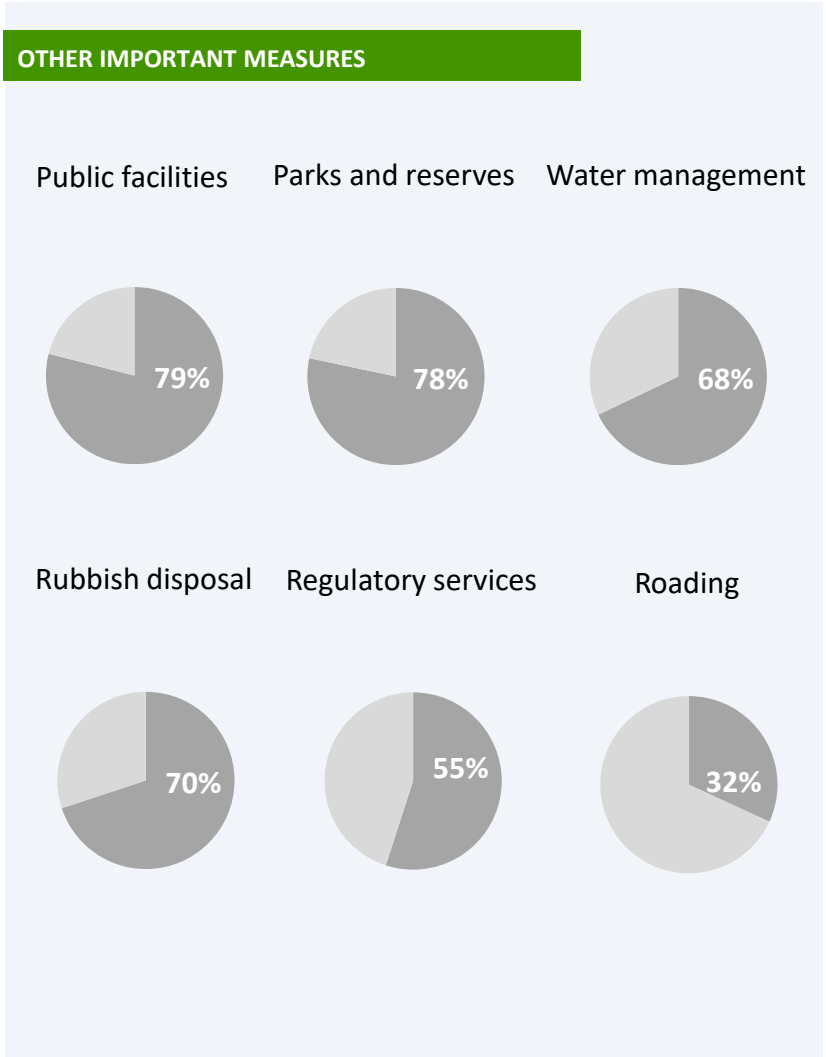 OTHER IMPORTANT MEASURES
Public facilities
Parks and reserves
Water management
79%
78%
68%
Rubbish disposal
Regulatory services
Roading
70%
55%
32%